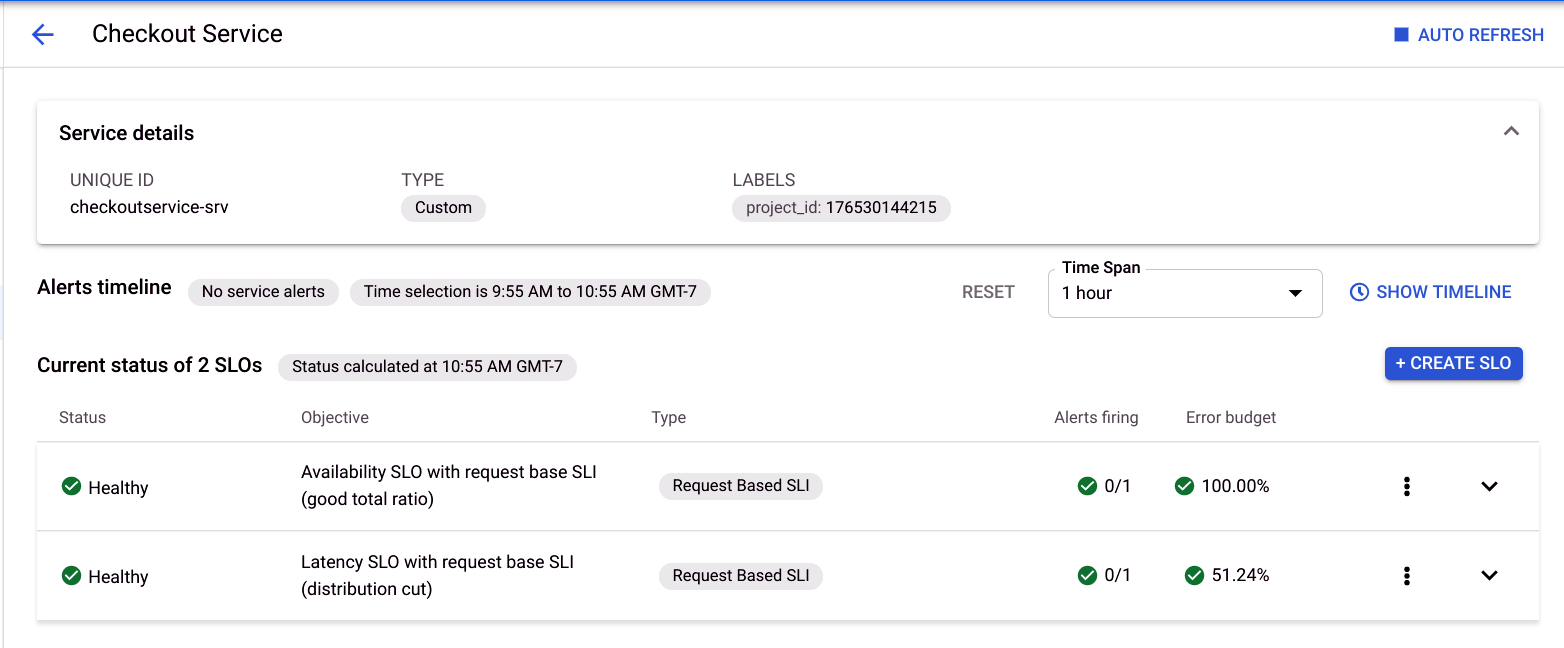 Checkout Service
AUTO REFRESH
Service details
UNIQUE ID
checkoutservice-srv
TYPE
Custom
LABELS
project_id: 176530144215
Alerts timeline
No service alerts
Time selection is 9:55 AM to 10:55 AM GMT-7
RESET
Time Span
1 hour
SHOW TIMELINE
Current status of 2 SLOs
Status calculated at 10:55 AM GMT-7
+ CREATE SLO
Status
Objective
Type
Alerts firing
Error budget
Healthy
Availability SLO with request base SLI
(good total ratio)
Request Based SLI
0/1
100.00%
Healthy
Latency SLO with request base SLI
(distribution cut)
Request Based SLI
0/1
51.24%